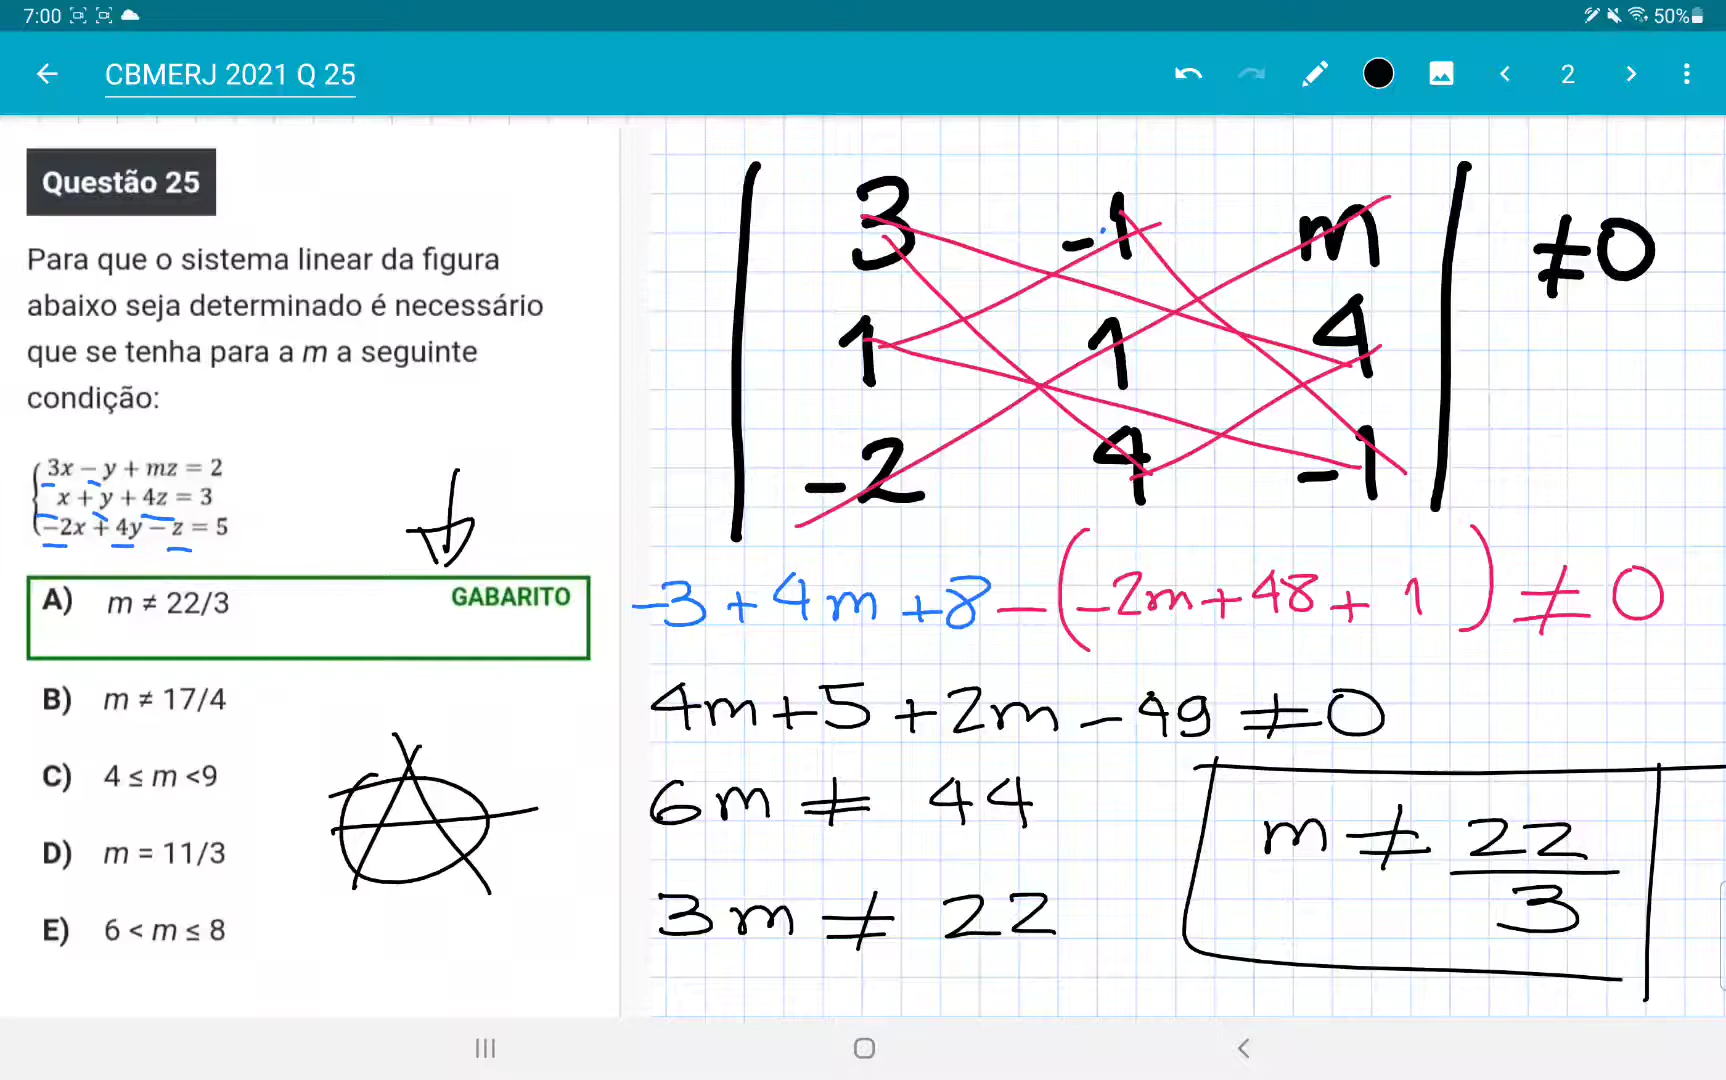 7:00
50%
CBMERJ 2021 Q 25
2
Questão 25
Para que o sistema linear da figura
abaixo seja determinado é necessário
que se tenha para a m a seguinte
condição:
3x − y + mz = 2
x + y + 4z = 3
−2x + 4y − z = 5
A) m ≠ 22/3 GABARITO
B) m ≠ 17/4
C) 4 ≤ m <9
D) m = 11/3
E) 6 < m ≤ 8
3 -1 m ≠0
1 1 4
-2 4 -1
-3+4m+8-(-2m+48+1)≠0
4m+5+2m-49≠0
6m ≠ 44
3m ≠ 22
m ≠ 22/3
A